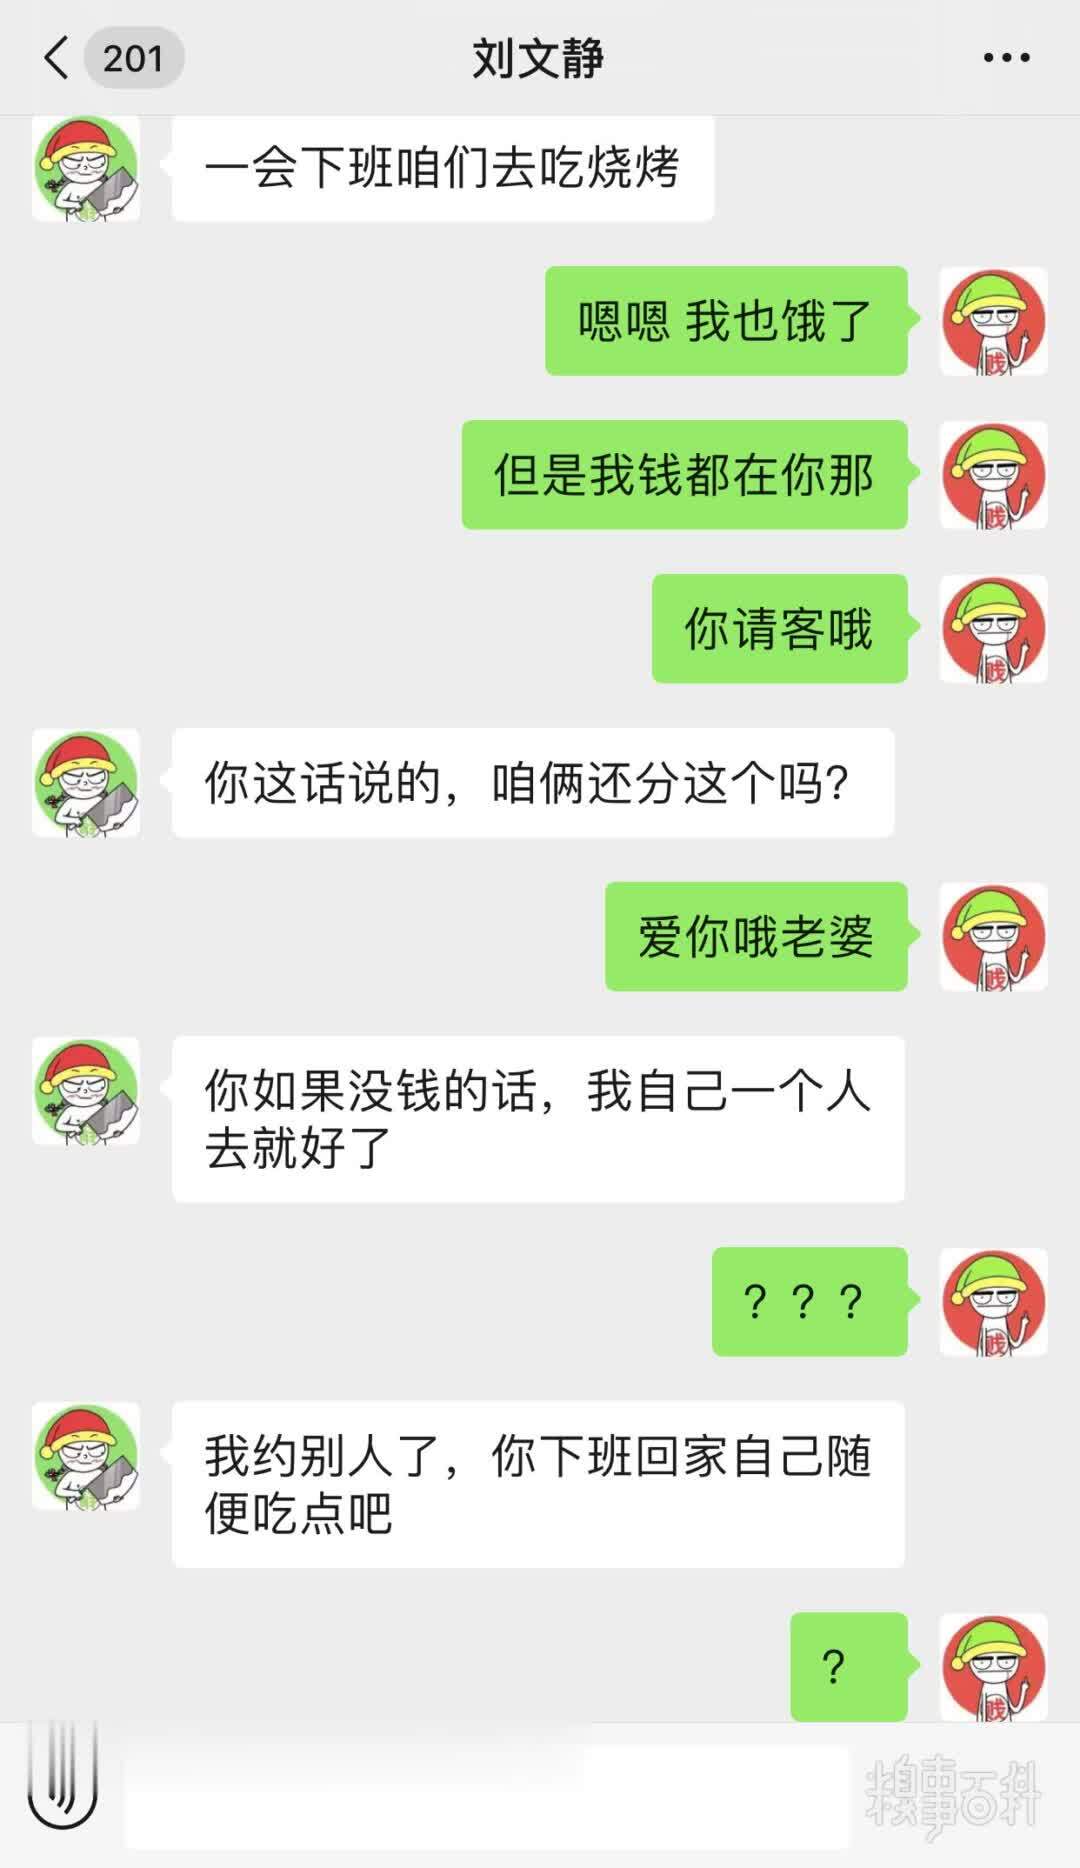 201
刘文静
一会下班咱们去吃烧烤
嗯嗯 我也饿了
但是我钱都在你那
你请客哦
你这话说的，咱俩还分这个吗?
爱你哦老婆
你如果没钱的话，我自己一个人
去就好了
？？？
我约别人了，你下班回家自己随
便吃点吧
？
糗事百科